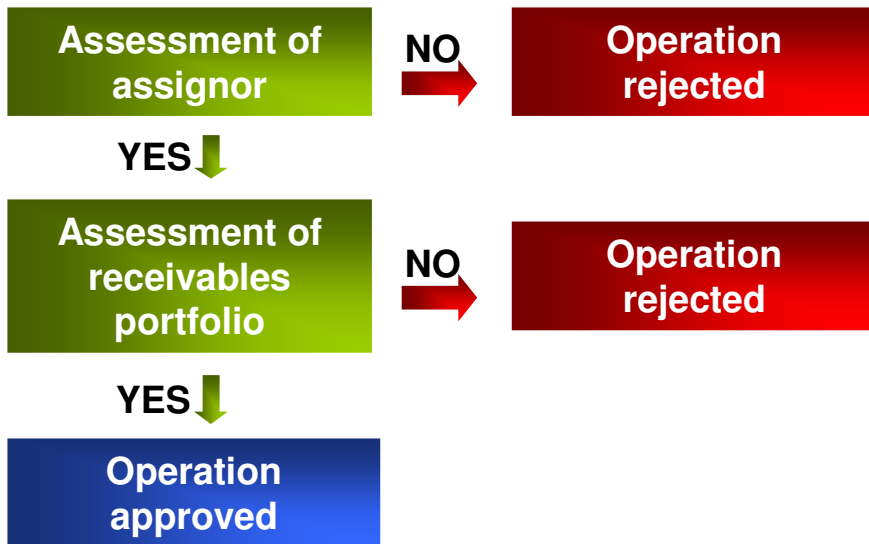 Assessment of
assignor
NO
Operation
rejected
YES
Assessment of
receivables
portfolio
NO
Operation
rejected
YES
Operation
approved